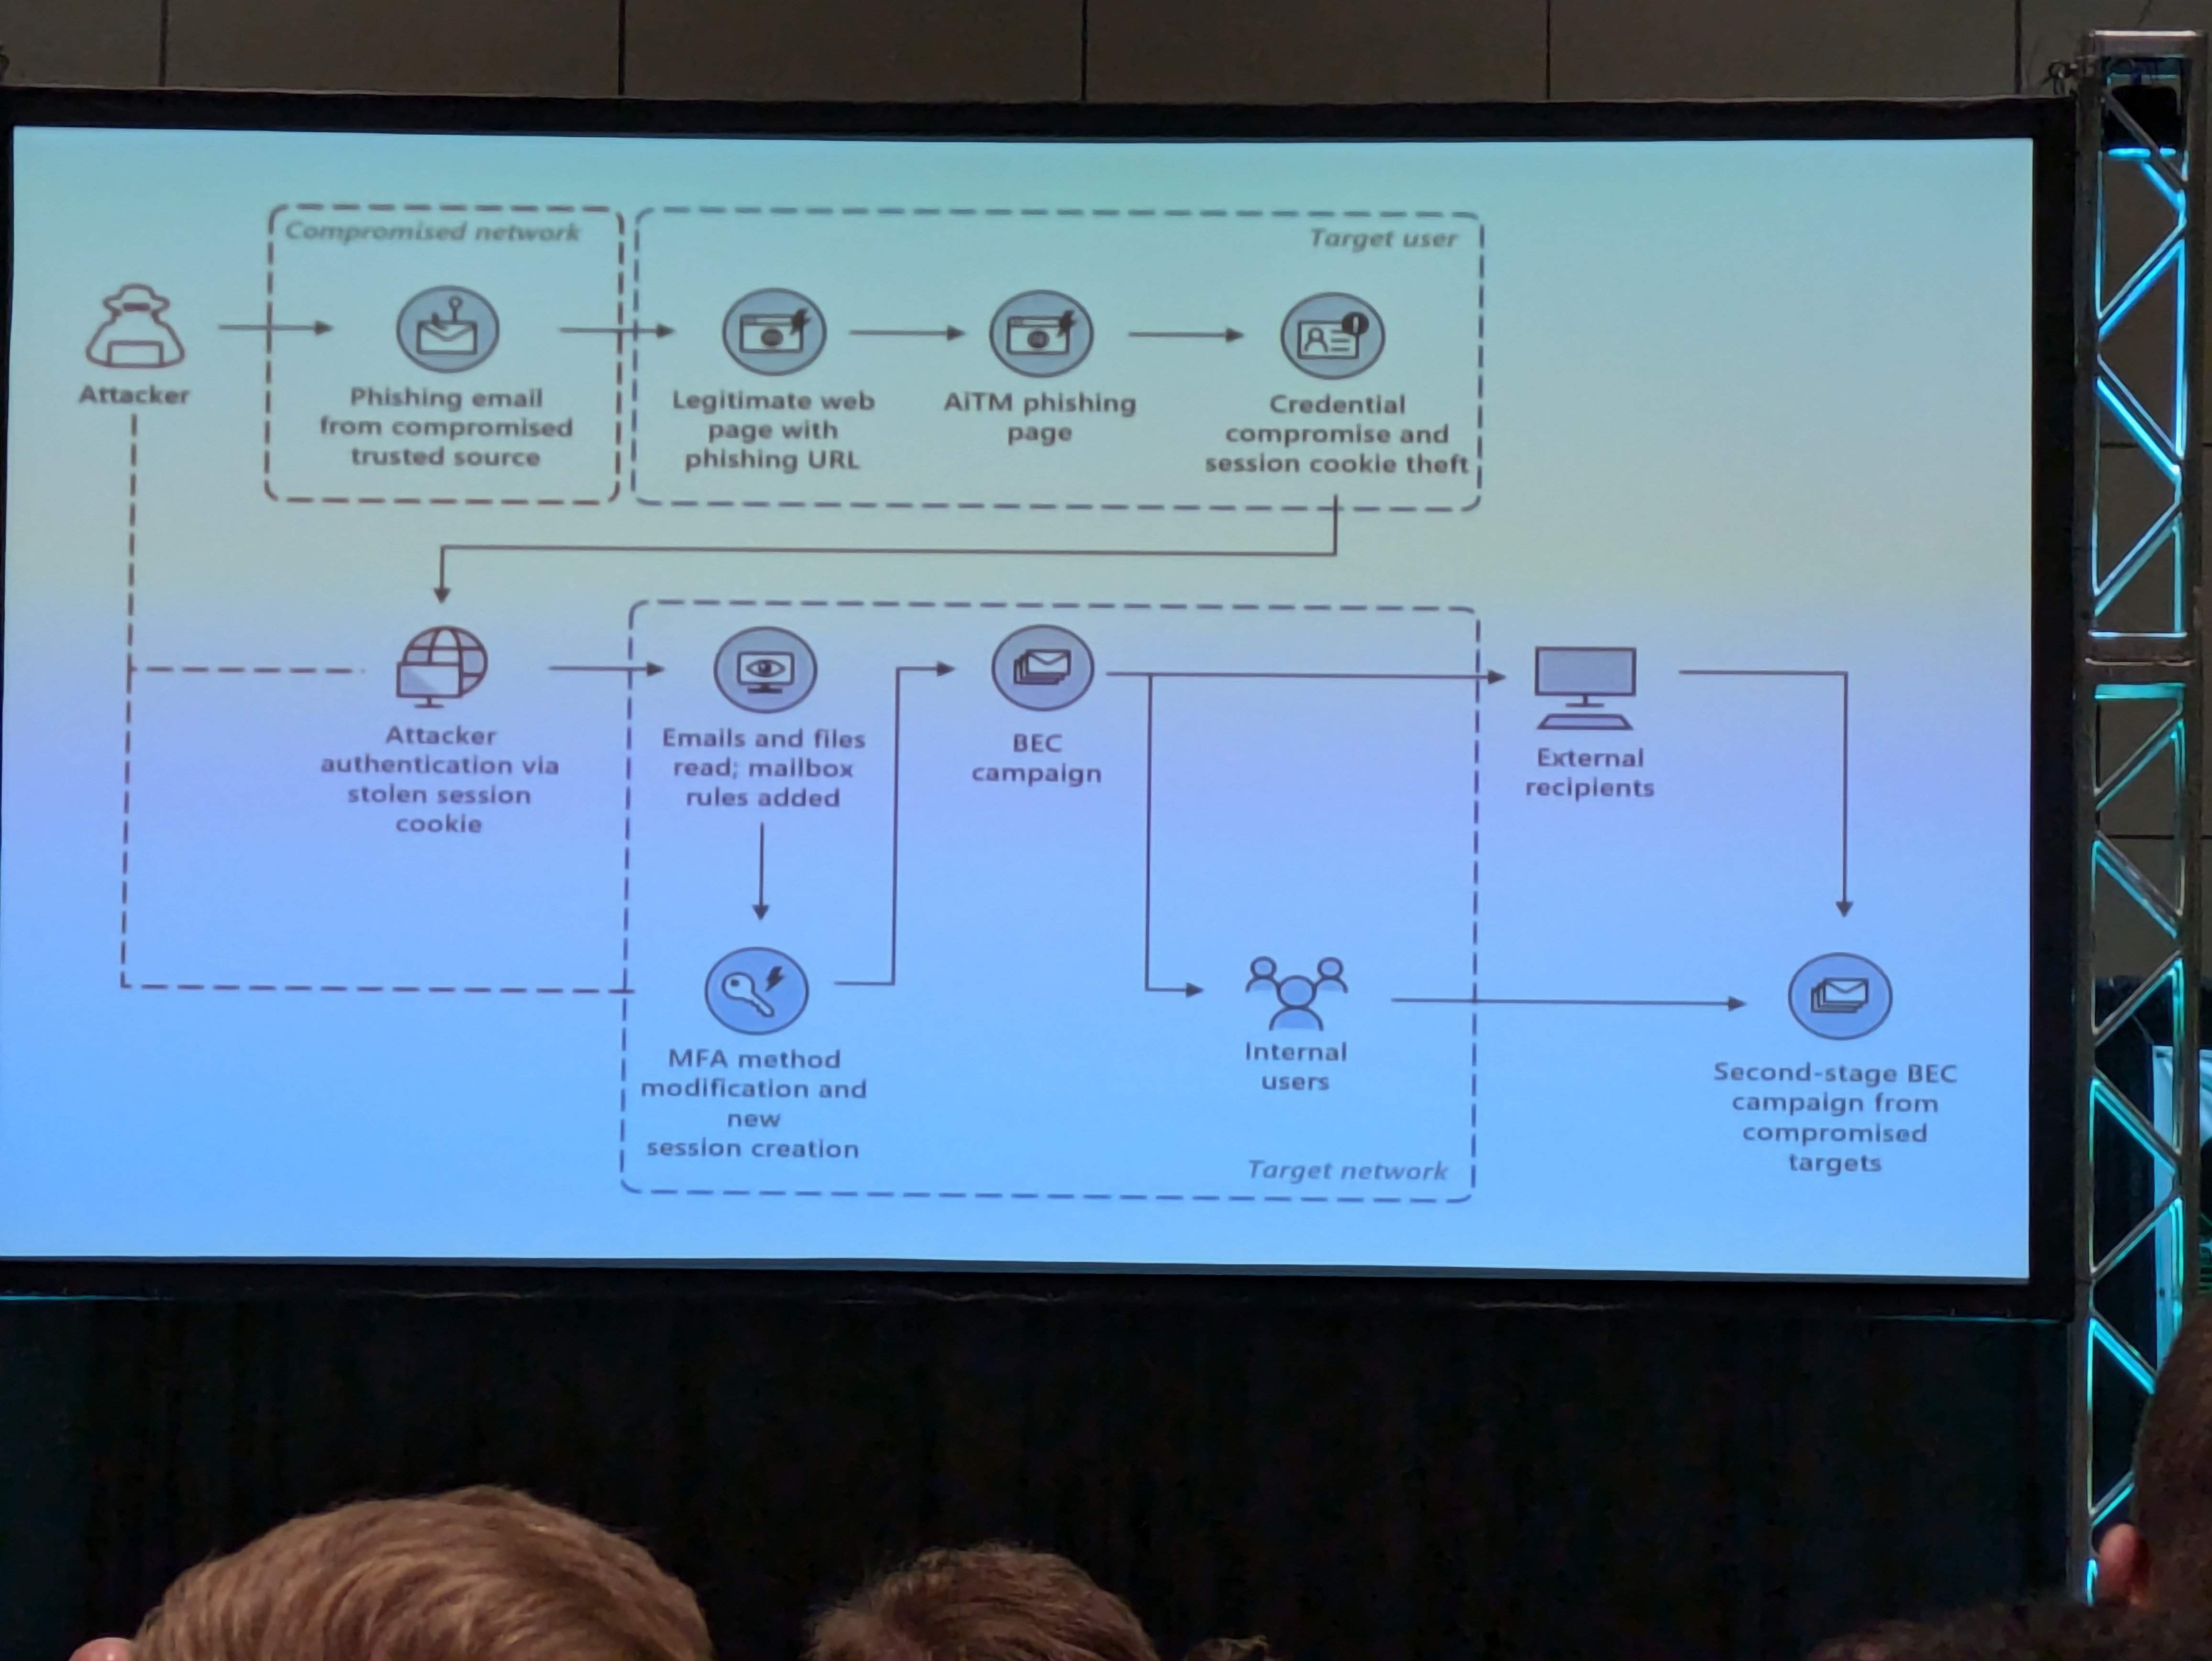 Compromised network
Target user
Attacker
Phishing email
from compromised
trusted source
Legitimate web
page with
phishing URL
AiTM phishing
page
Credential
compromise and
session cookie theft
Attacker
authentication via
stolen session
cookie
Emails and files
read; mailbox
rules added
BEC
campaign
External
recipients
MFA method
modification and
new
session creation
Internal
users
Second-stage BEC
campaign from
compromised
targets
Target network